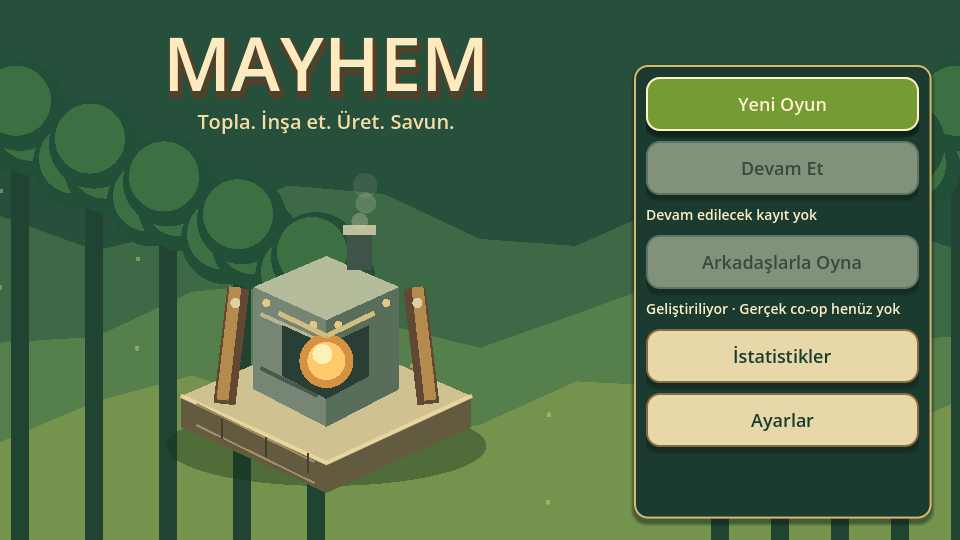 MAYHEM
Topla. İnşa et. Üret. Savun.
Yeni Oyun
Devam Et
Devam edilecek kayıt yok
Arkadaşlarla Oyna
Geliştiriliyor · Gerçek co-op henüz yok
İstatistikler
Ayarlar